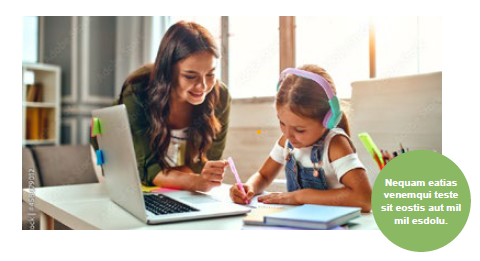 Nequam eatias
venemqui teste
sit eostis aut mil
mil esdolu.